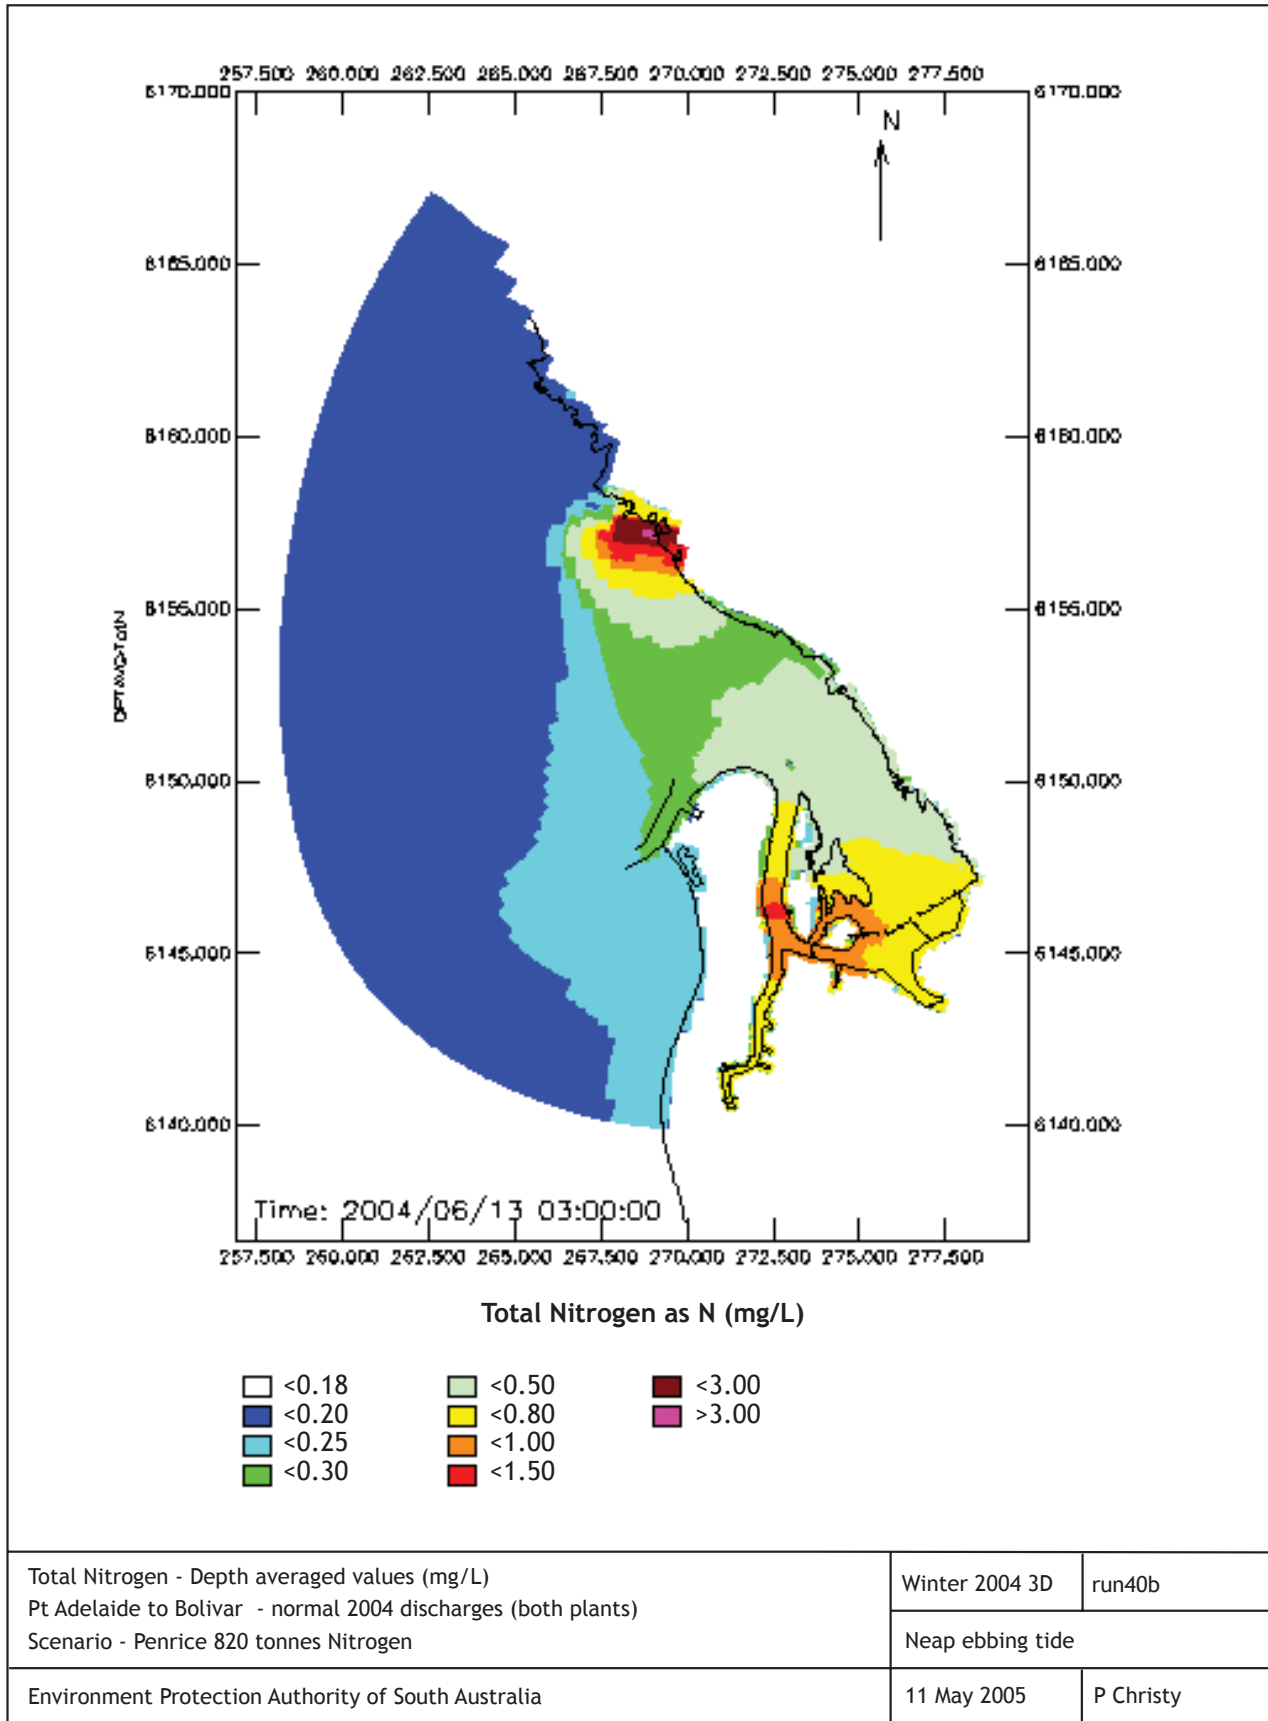 257.500 260.000 262.500 265.000 267.500 270.000 272.500 275.000 277.500
6170.000 6170.000
N
6165.000 6165.000
6160.000 6160.000
6155.000 6155.000
DPTAVG-TotN
6150.000 6150.000
6145.000 6145.000
6140.000 6140.000
Time: 2004/06/13 03:00:00
257.500 260.000 262.500 265.000 267.500 270.000 272.500 275.000 277.500
Total Nitrogen as N (mg/L)
<0.18 <0.50 <3.00
<0.20 <0.80 >3.00
<0.25 <1.00
<0.30 <1.50
Total Nitrogen - Depth averaged values (mg/L)
Pt Adelaide to Bolivar - normal 2004 discharges (both plants)
Scenario - Penrice 820 tonnes Nitrogen
Winter 2004 3D run40b
Neap ebbing tide
Environment Protection Authority of South Australia
11 May 2005 P Christy